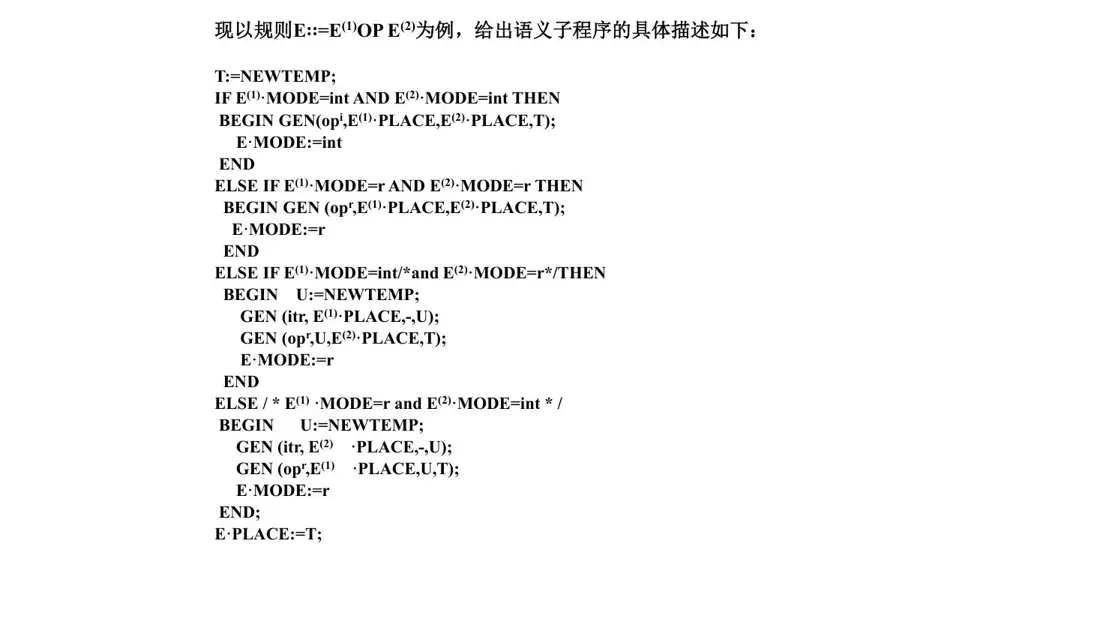 现以规则E::=E⁽¹⁾OP E⁽²⁾为例，给出语义子程序的具体描述如下：
T:=NEWTEMP;
IF E⁽¹⁾·MODE=int AND E⁽²⁾·MODE=int THEN
BEGIN GEN(opⁱ,E⁽¹⁾·PLACE,E⁽²⁾·PLACE,T);
E·MODE:=int
END
ELSE IF E⁽¹⁾·MODE=r AND E⁽²⁾·MODE=r THEN
BEGIN GEN (opʳ,E⁽¹⁾·PLACE,E⁽²⁾·PLACE,T);
E·MODE:=r
END
ELSE IF E⁽¹⁾·MODE=int/*and E⁽²⁾·MODE=r*/THEN
BEGIN U:=NEWTEMP;
GEN (itr, E⁽¹⁾·PLACE,-,U);
GEN (opʳ,U,E⁽²⁾·PLACE,T);
E·MODE:=r
END
ELSE / * E⁽¹⁾ ·MODE=r and E⁽²⁾·MODE=int * /
BEGIN U:=NEWTEMP;
GEN (itr, E⁽²⁾ ·PLACE,-,U);
GEN (opʳ,E⁽¹⁾ ·PLACE,U,T);
E·MODE:=r
END;
E·PLACE:=T;